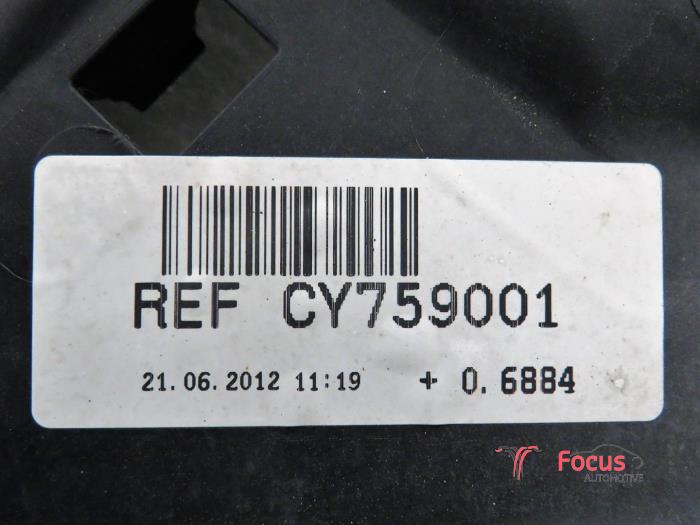 REF CY759001
21.06.2012 11:19 + 0.6884
Focus
AUTOMOTIVE